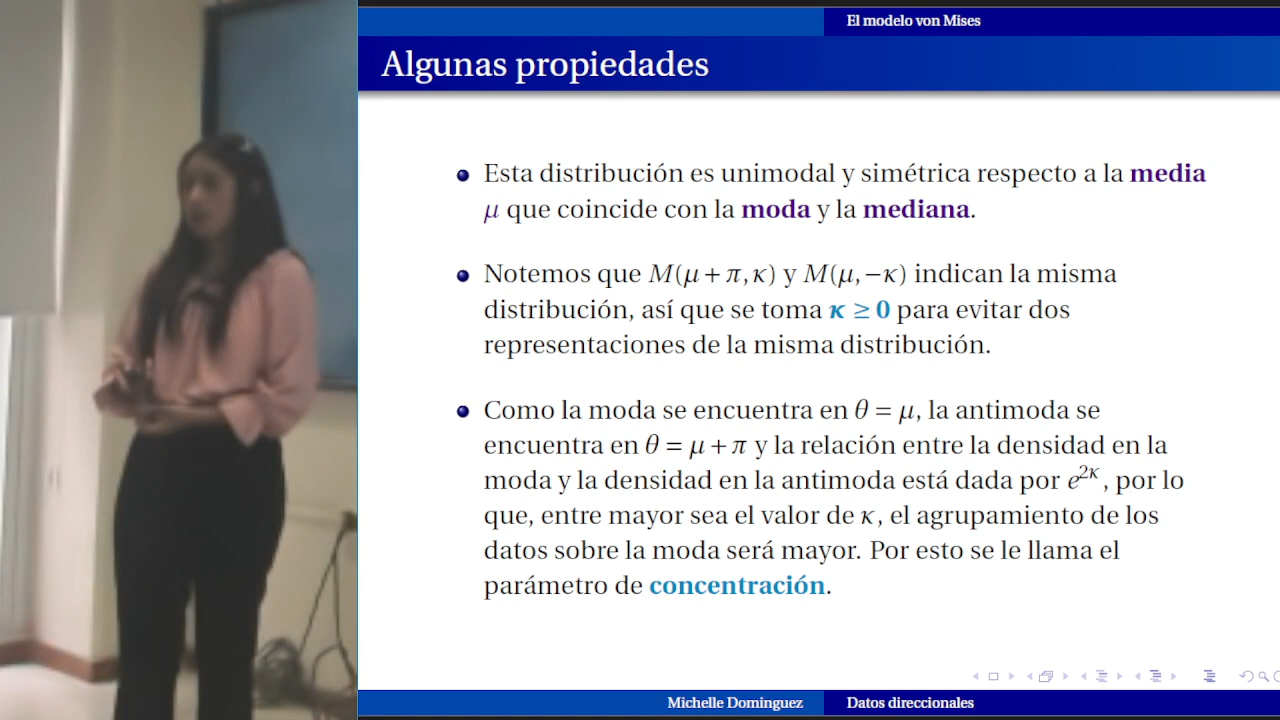 El modelo von Mises
Algunas propiedades
Esta distribución es unimodal y simétrica respecto a la media
μ que coincide con la moda y la mediana.
Notemos que M(μ + π, κ) y M(μ, −κ) indican la misma
distribución, así que se toma κ ≥ 0 para evitar dos
representaciones de la misma distribución.
Como la moda se encuentra en θ = μ, la antimoda se
encuentra en θ = μ + π y la relación entre la densidad en la
moda y la densidad en la antimoda está dada por e^{2κ}, por lo
que, entre mayor sea el valor de κ, el agrupamiento de los
datos sobre la moda será mayor. Por esto se le llama el
parámetro de concentración.
Michelle Dominguez
Datos direccionales